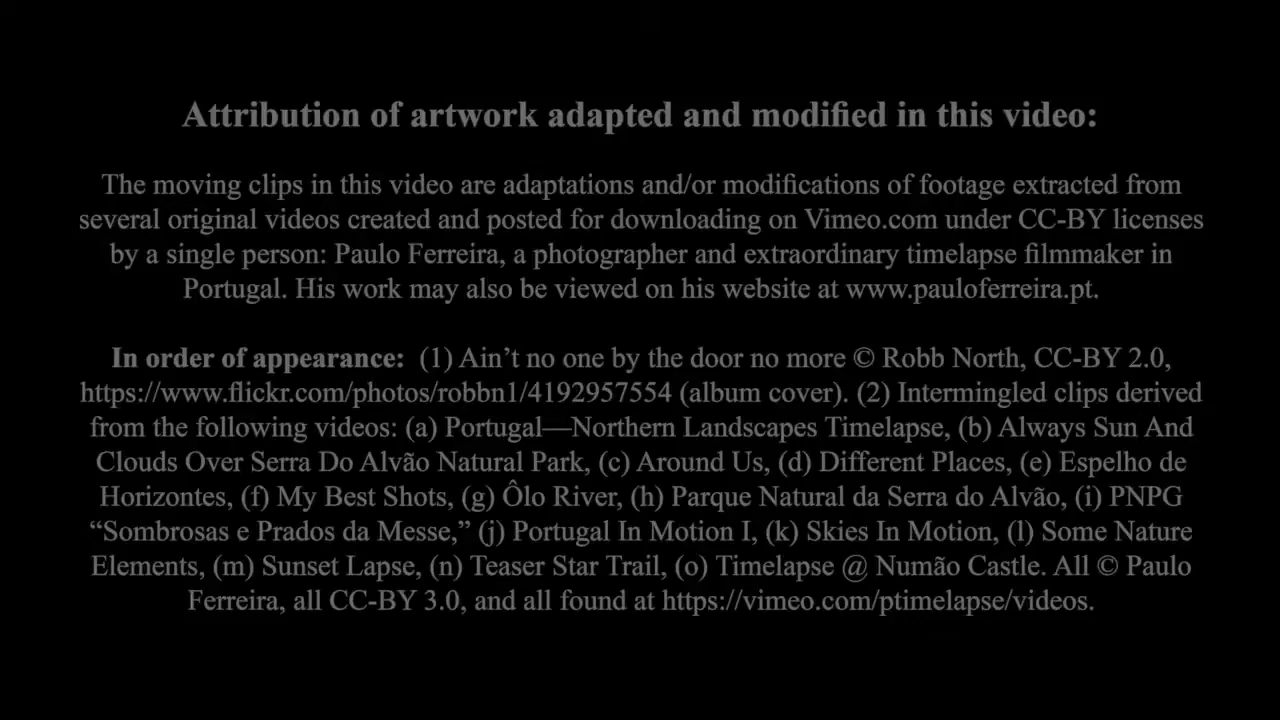 Attribution of artwork adapted and modified in this video:
The moving clips in this video are adaptations and/or modifications of footage extracted from
several original videos created and posted for downloading on Vimeo.com under CC-BY licenses
by a single person: Paulo Ferreira, a photographer and extraordinary timelapse filmmaker in
Portugal. His work may also be viewed on his website at www.pauloferreira.pt.
In order of appearance:  (1) Ain’t no one by the door no more © Robb North, CC-BY 2.0,
https://www.flickr.com/photos/robbn1/4192957554 (album cover). (2) Intermingled clips derived
from the following videos: (a) Portugal—Northern Landscapes Timelapse, (b) Always Sun And
Clouds Over Serra Do Alvão Natural Park, (c) Around Us, (d) Different Places, (e) Espelho de
Horizontes, (f) My Best Shots, (g) Ôlo River, (h) Parque Natural da Serra do Alvão, (i) PNPG
“Sombrosas e Prados da Messe,” (j) Portugal In Motion I, (k) Skies In Motion, (l) Some Nature
Elements, (m) Sunset Lapse, (n) Teaser Star Trail, (o) Timelapse @ Numão Castle. All © Paulo
Ferreira, all CC-BY 3.0, and all found at https://vimeo.com/ptimelapse/videos.